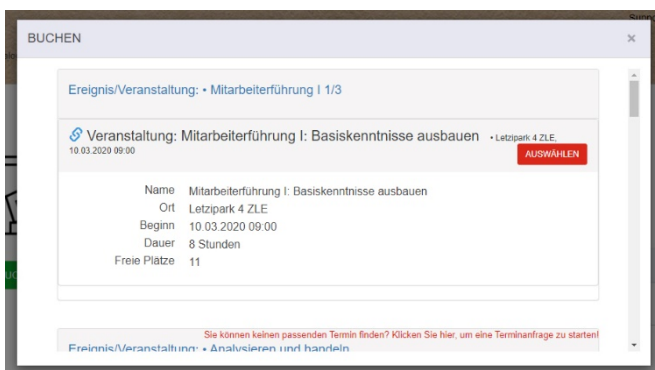 BUCHEN ×
Ereignis/Veranstaltung: • Mitarbeiterführung I 1/3
Veranstaltung: Mitarbeiterführung I: Basiskenntnisse ausbauen • Letzipark 4 ZLE,
10.03.2020 09:00
AUSWÄHLEN
Name Mitarbeiterführung I: Basiskenntnisse ausbauen
Ort Letzipark 4 ZLE
Beginn 10.03.2020 09:00
Dauer 8 Stunden
Freie Plätze 11
Sie können keinen passenden Termin finden? Klicken Sie hier, um eine Terminanfrage zu starten!
Ereignis/Veranstaltung: • Analysieren und handeln